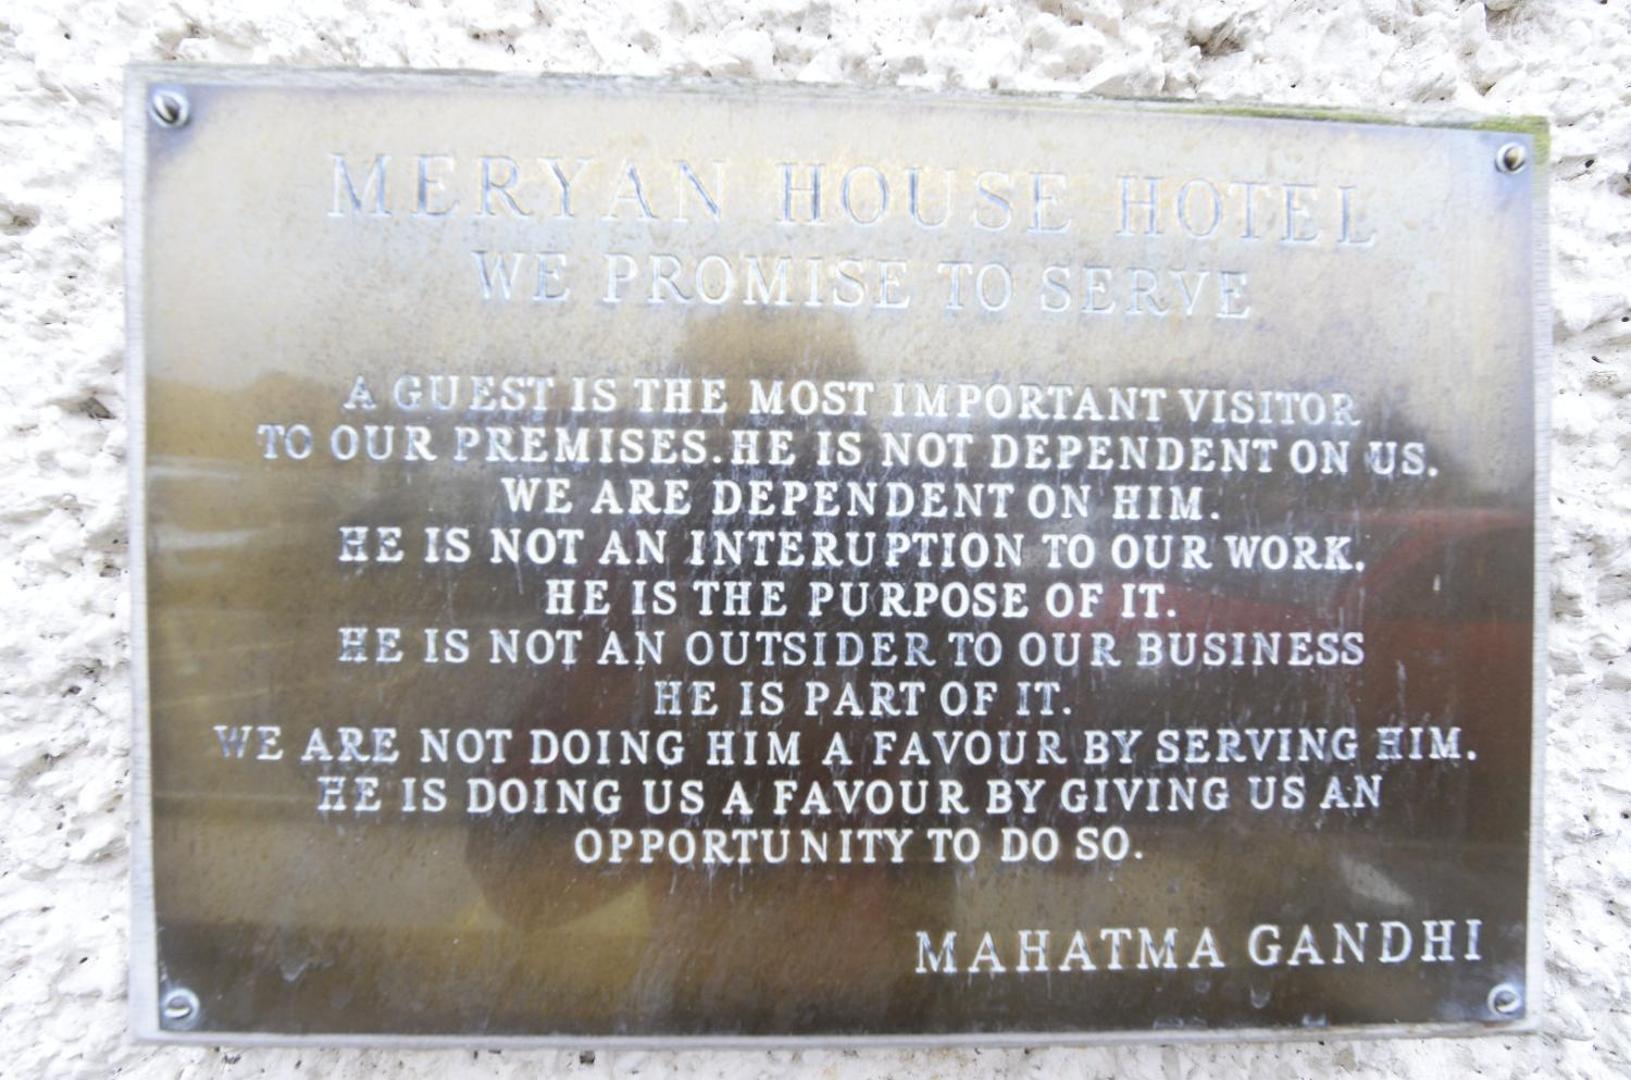 MERYAN HOUSE HOTEL
WE PROMISE TO SERVE
A GUEST IS THE MOST IMPORTANT VISITOR
TO OUR PREMISES. HE IS NOT DEPENDENT ON US.
WE ARE DEPENDENT ON HIM.
HE IS NOT AN INTERUPTION TO OUR WORK.
HE IS THE PURPOSE OF IT.
HE IS NOT AN OUTSIDER TO OUR BUSINESS
HE IS PART OF IT.
WE ARE NOT DOING HIM A FAVOUR BY SERVING HIM.
HE IS DOING US A FAVOUR BY GIVING US AN
OPPORTUNITY TO DO SO.
MAHATMA GANDHI